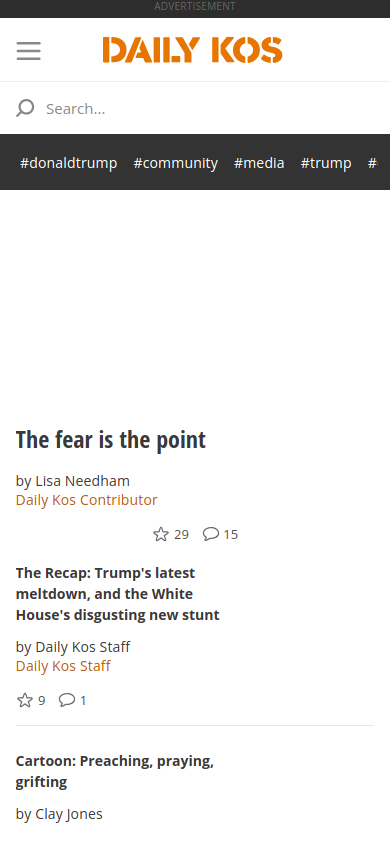 ADVERTISEMENT
DAILY KOS
Search...
#donaldtrump #community #media #trump #
The fear is the point
by Lisa Needham
Daily Kos Contributor
29 15
The Recap: Trump's latest
meltdown, and the White
House's disgusting new stunt
by Daily Kos Staff
Daily Kos Staff
9 1
Cartoon: Preaching, praying,
grifting
by Clay Jones